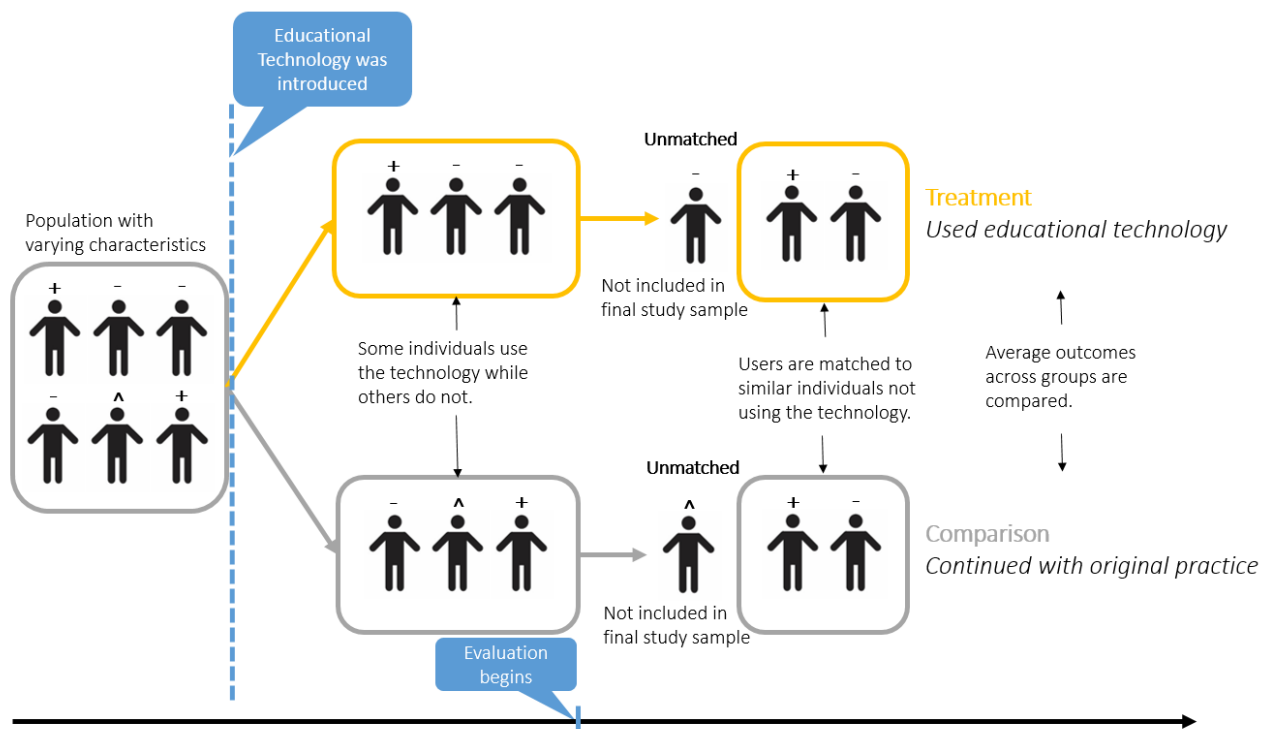 Educational
Technology was
introduced
Population with
varying characteristics
+ - -
- ^ +
+ - -
Some individuals use
the technology while
others do not.
- ^ +
Unmatched
-
Not included in
final study sample
+ -
Users are matched to
similar individuals not
using the technology.
Unmatched
^
Not included in
final study sample
+ -
Treatment
Used educational technology
Average outcomes
across groups are
compared.
Comparison
Continued with original practice
Evaluation
begins